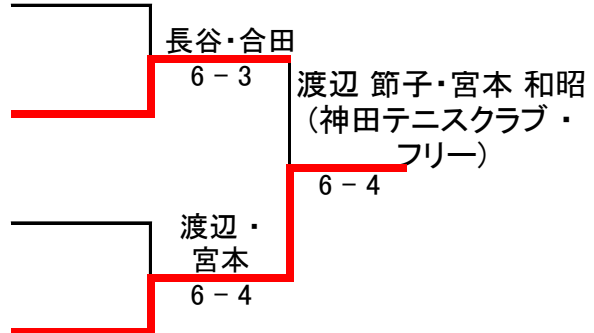 長谷・合田
6 - 3
渡辺 節子・宮本 和昭
(神田テニスクラブ ・
フリー)
6 - 4
渡辺 ・
宮本
6 - 4